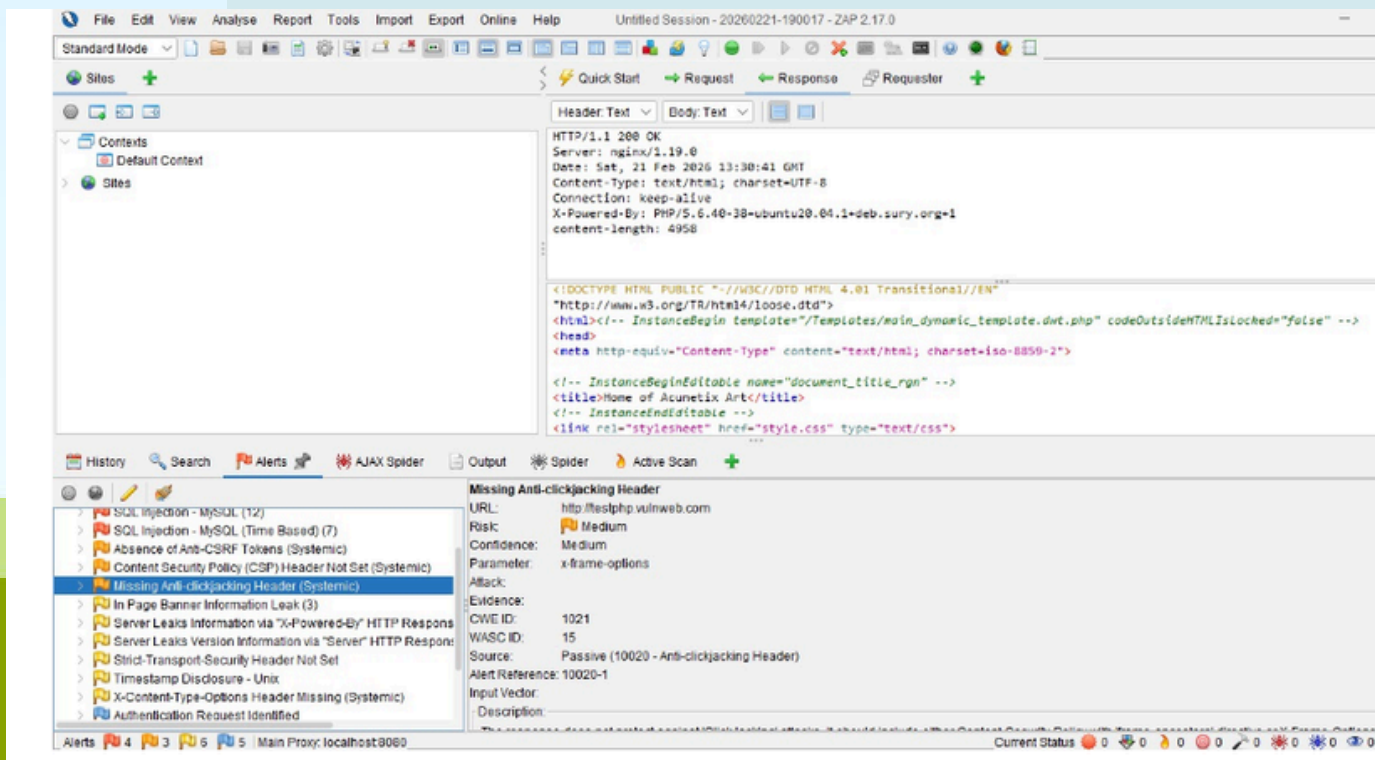 File Edit View Analyse Report Tools Import Export Online Help Untitled Session - 20260221-190017 - ZAP 2.17.0
Standard Mode
Sites
Quick Start Request Response Requester
Header: Text Body: Text
Contexts
Default Context
Sites
HTTP/1.1 200 OK
Server: nginx/1.19.0
Date: Sat, 21 Feb 2026 13:30:41 GMT
Content-Type: text/html; charset=UTF-8
Connection: keep-alive
X-Powered-By: PHP/5.6.40-38+ubuntu20.04.1+deb.sury.org+1
content-length: 4958
<!DOCTYPE HTML PUBLIC "-//W3C//DTD HTML 4.01 Transitional//EN"
"http://www.w3.org/TR/html4/loose.dtd">
<html><!-- InstanceBegin template="/Templates/main_dynamic_template.dwt.php" codeOutsideHTMLIsLocked="false" -->
<head>
<meta http-equiv="Content-Type" content="text/html; charset=iso-8859-2">
<!-- InstanceBeginEditable name="document_title_rgn" -->
<title>Home of Acunetix Art</title>
<!-- InstanceEndEditable -->
<link rel="stylesheet" href="style.css" type="text/css">
History Search Alerts AJAX Spider Output Spider Active Scan
SQL Injection - MySQL (12)
SQL Injection - MySQL (Time Based) (7)
Absence of Anti-CSRF Tokens (Systemic)
Content Security Policy (CSP) Header Not Set (Systemic)
Missing Anti-clickjacking Header (Systemic)
In Page Banner Information Leak (3)
Server Leaks Information via "X-Powered-By" HTTP Respons
Server Leaks Version Information via "Server" HTTP Respons
Strict-Transport-Security Header Not Set
Timestamp Disclosure - Unix
X-Content-Type-Options Header Missing (Systemic)
Authentication Request Identified
Missing Anti-clickjacking Header
URL: http://testphp.vulnweb.com
Risk: Medium
Confidence: Medium
Parameter: x-frame-options
Attack:
Evidence:
CWE ID: 1021
WASC ID: 15
Source: Passive (10020 - Anti-clickjacking Header)
Alert Reference: 10020-1
Input Vector:
Description:
Alerts 4 3 6 5 Main Proxy: localhost:8080
Current Status 0 0 0 0 0 0 0 0